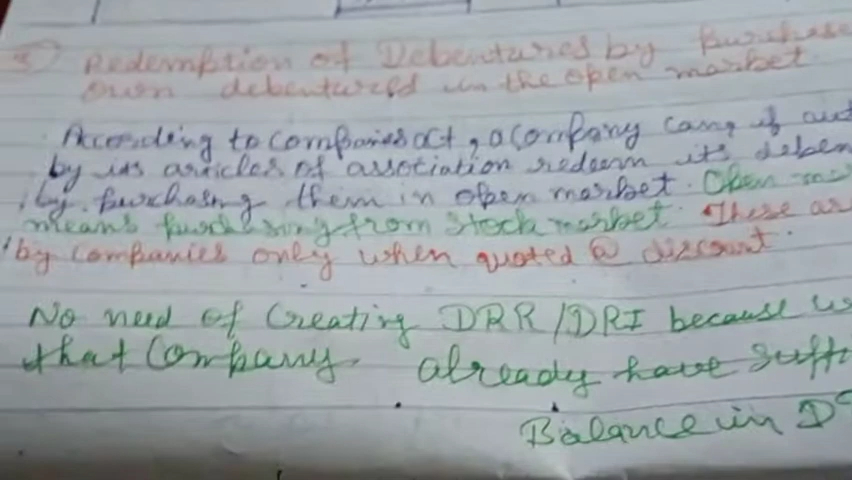 5) Redemption of Debentures by Purchase
own debentures in the open market.
According to Companies act, a Company can, if
by its articles of association redeem its
by purchasing them in open market. Open
means purchasing from Stock market. These
by Companies only when quoted @ discount.
No need of Creating DRR/DRI because
that Company already have
Balance in